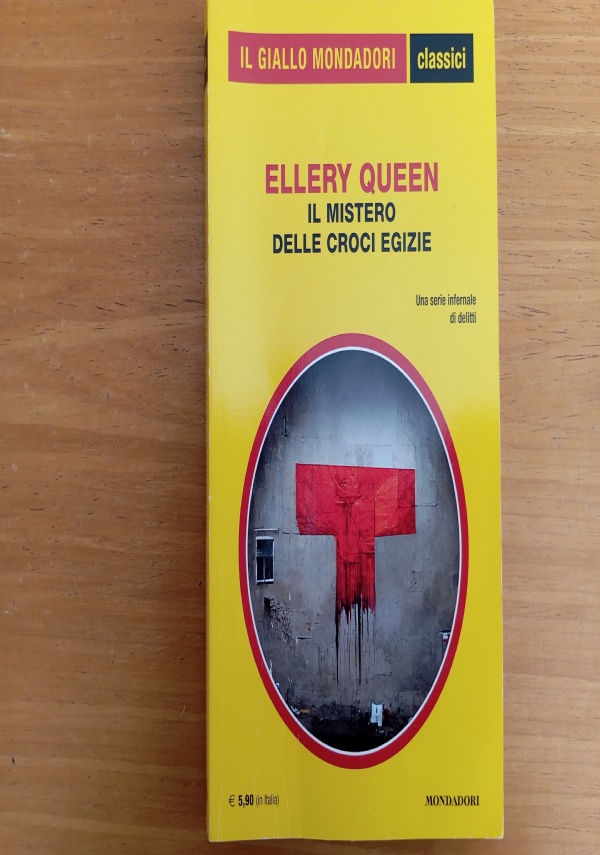 IL GIALLO MONDADORI classici
ELLERY QUEEN
IL MISTERO
DELLE CROCI EGIZIE
Una serie infernale
di delitti
€ 5,90 (in Italia)
MONDADORI